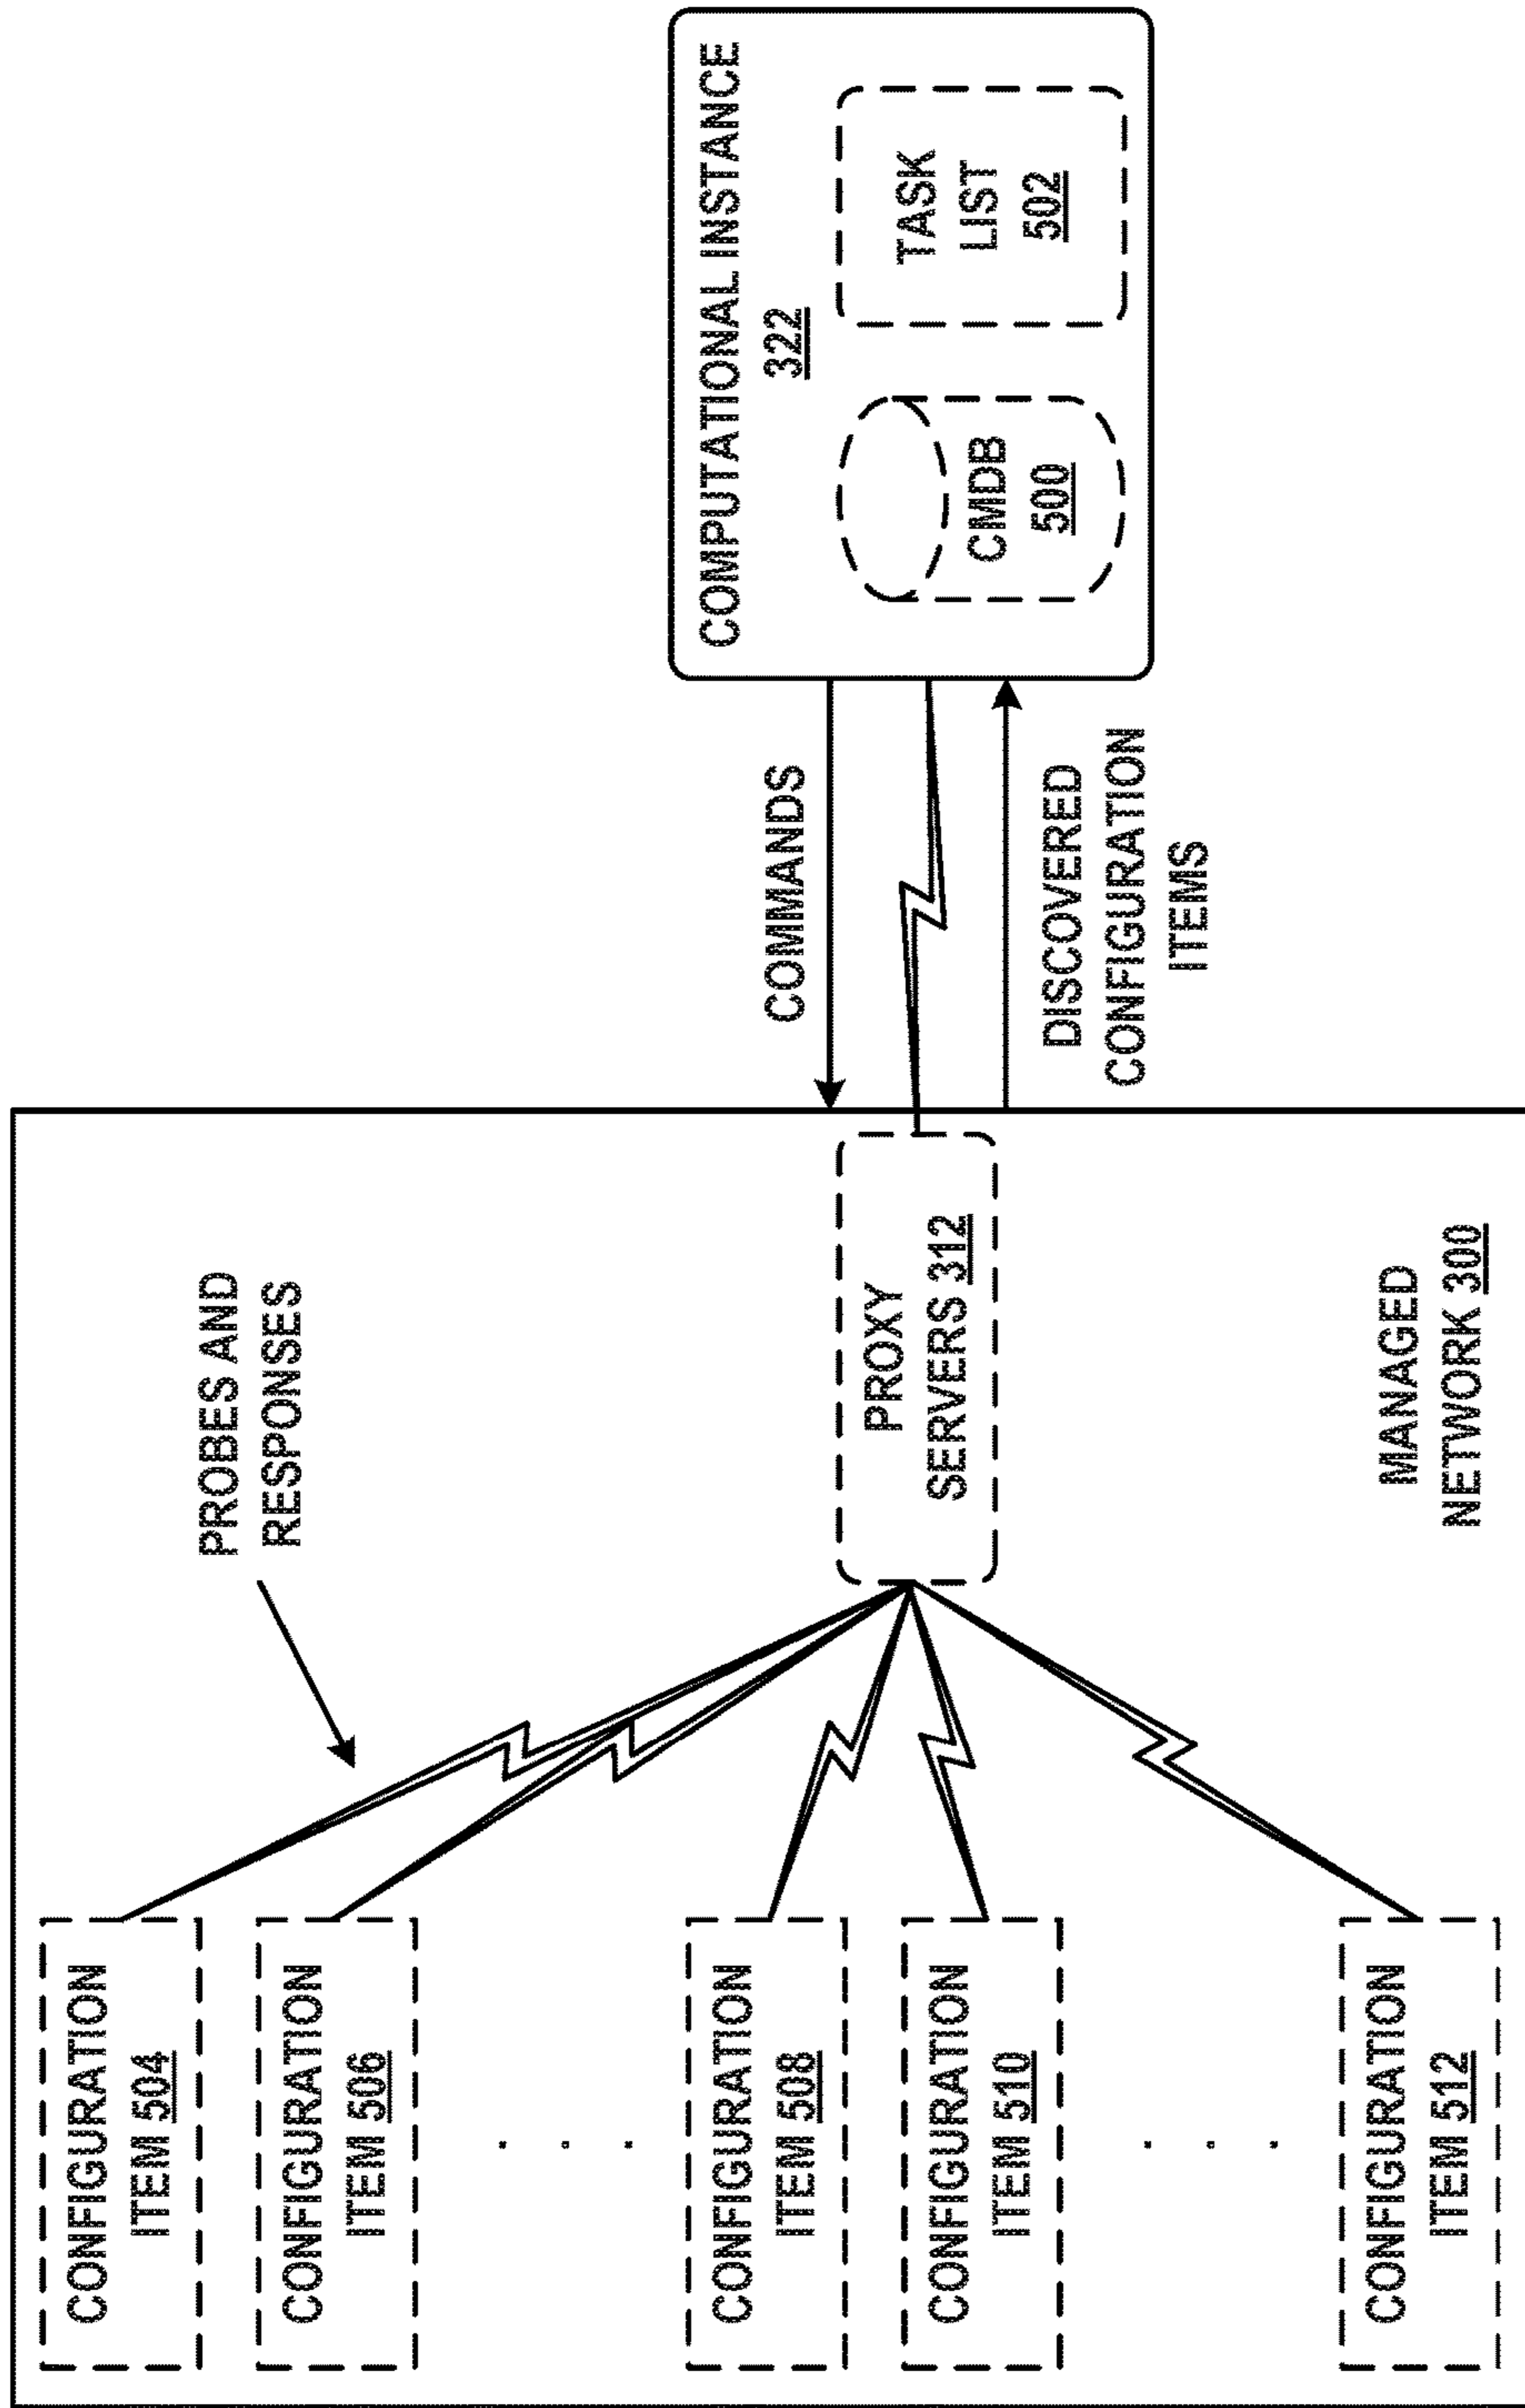 CONFIGURATION
ITEM 504
CONFIGURATION
ITEM 506
. . .
CONFIGURATION
ITEM 508
CONFIGURATION
ITEM 510
. . .
CONFIGURATION
ITEM 512
PROBES AND
RESPONSES
PROXY
SERVERS 312
MANAGED
NETWORK 300
COMMANDS
DISCOVERED
CONFIGURATION
ITEMS
COMPUTATIONAL INSTANCE
322
CMDB
500
TASK
LIST
502